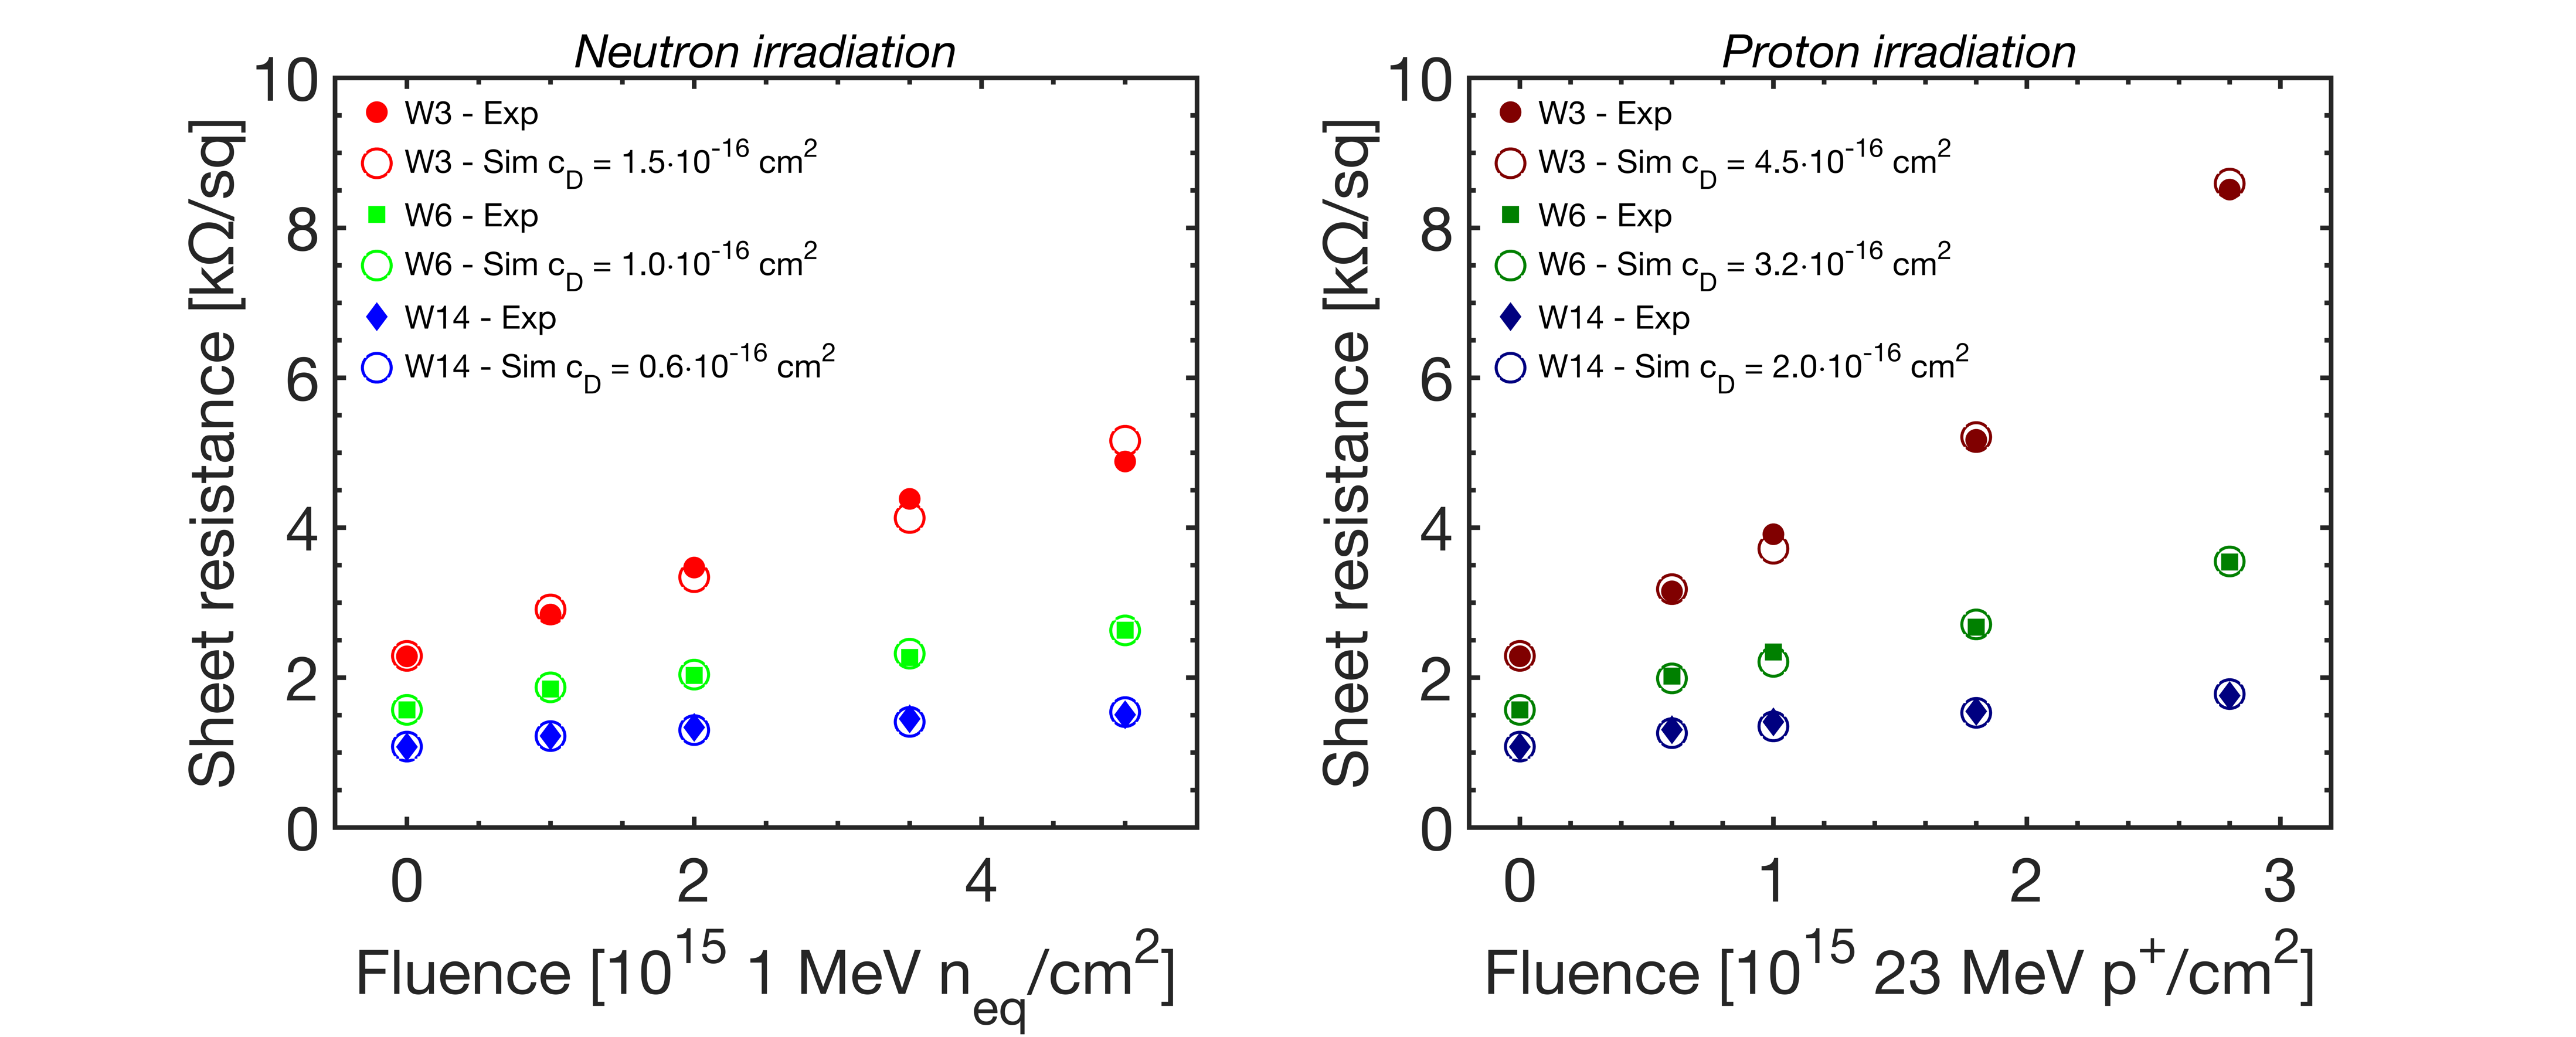 Neutron irradiation
10
8
6
4
2
0
Sheet resistance [kΩ/sq]
W3 - Exp
W3 - Sim c_D = 1.5·10^-16 cm^2
W6 - Exp
W6 - Sim c_D = 1.0·10^-16 cm^2
W14 - Exp
W14 - Sim c_D = 0.6·10^-16 cm^2
0 2 4
Fluence [10^15 1 MeV n_eq/cm^2]
Proton irradiation
10
8
6
4
2
0
Sheet resistance [kΩ/sq]
W3 - Exp
W3 - Sim c_D = 4.5·10^-16 cm^2
W6 - Exp
W6 - Sim c_D = 3.2·10^-16 cm^2
W14 - Exp
W14 - Sim c_D = 2.0·10^-16 cm^2
0 1 2 3
Fluence [10^15 23 MeV p^+/cm^2]